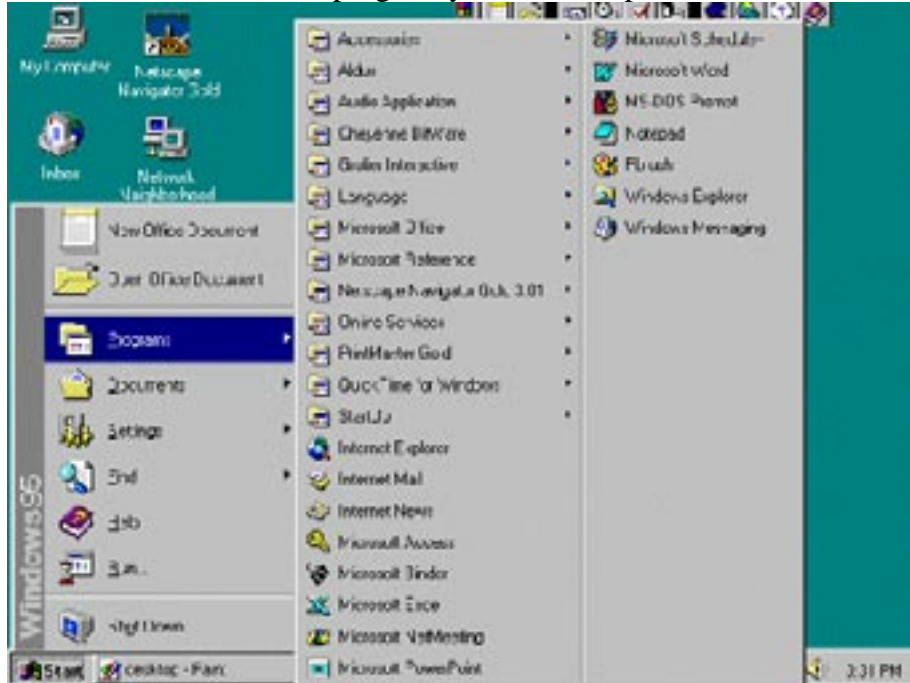 My Computer
Netscape
Navigator Gold
Inbox
Network
Neighborhood
New Office Document
Open Office Document
Programs
Documents
Settings
Find
Help
Run...
Shut Down
Windows 95
Start
desktop - Paint
Accessories
Aldus
Audio Application
Cheyenne BitWare
Grolier Interactive
Language
Microsoft Office
Microsoft Reference
Netscape Navigator Gold 3.01
Online Services
PrintMaster Gold
QuickTime for Windows
StartUp
Internet Explorer
Internet Mail
Internet News
Microsoft Access
Microsoft Binder
Microsoft Excel
Microsoft NetMeeting
Microsoft PowerPoint
Microsoft Schedule+
Microsoft Word
MS-DOS Prompt
Notepad
Windows Explorer
Windows Messaging
3:31 PM